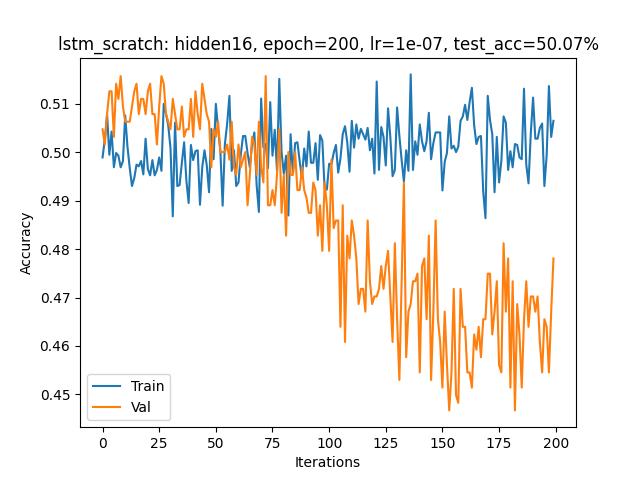 lstm_scratch: hidden16, epoch=200, lr=1e-07, test_acc=50.07%
0.51
0.50
0.49
0.48
0.47
0.46
0.45
Accuracy
Train
Val
0 25 50 75 100 125 150 175 200
Iterations